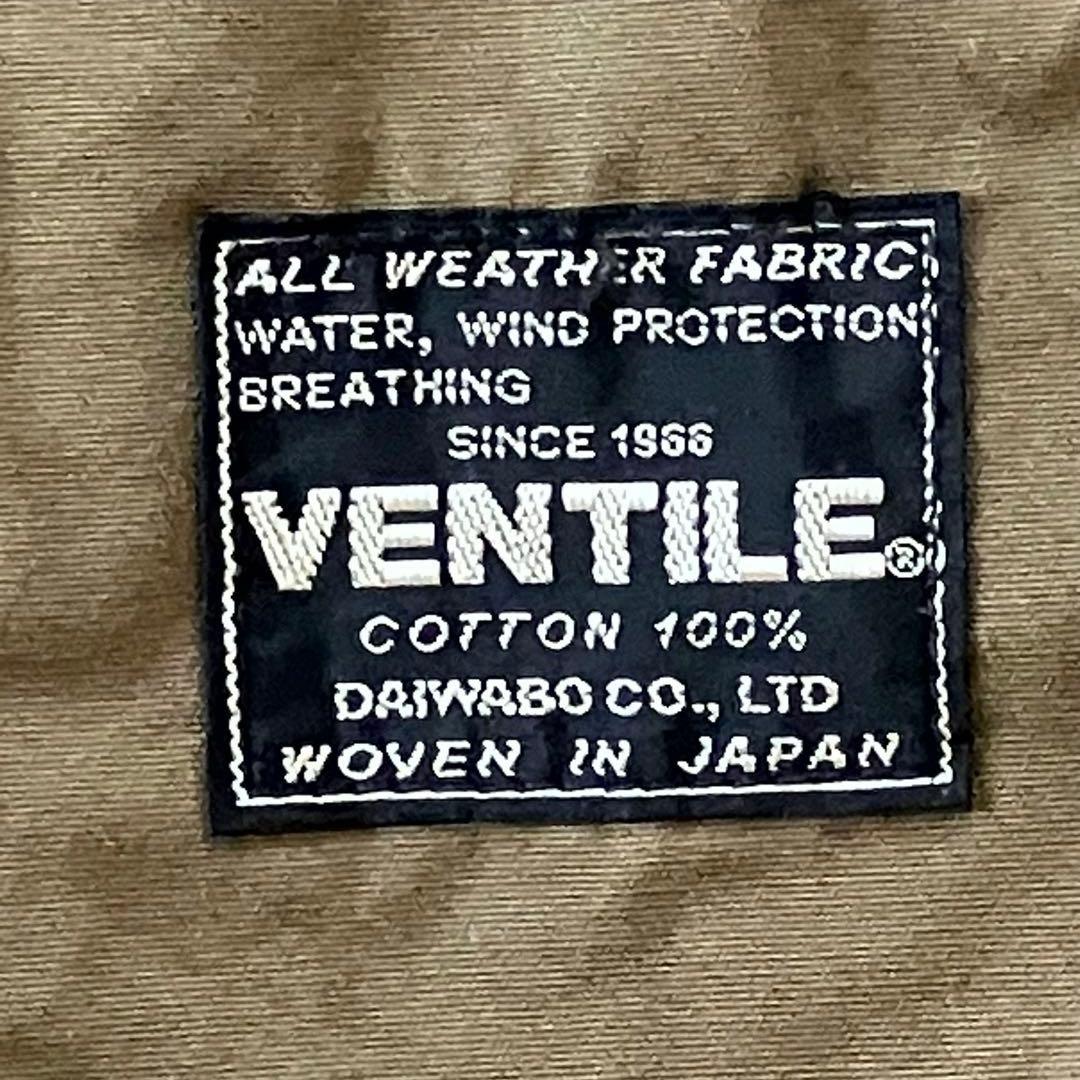 ALL WEATHER FABRIC
WATER, WIND PROTECTION
BREATHING
SINCE 1966
VENTILE®
COTTON 100%
DAIWABO CO., LTD
WOVEN IN JAPAN